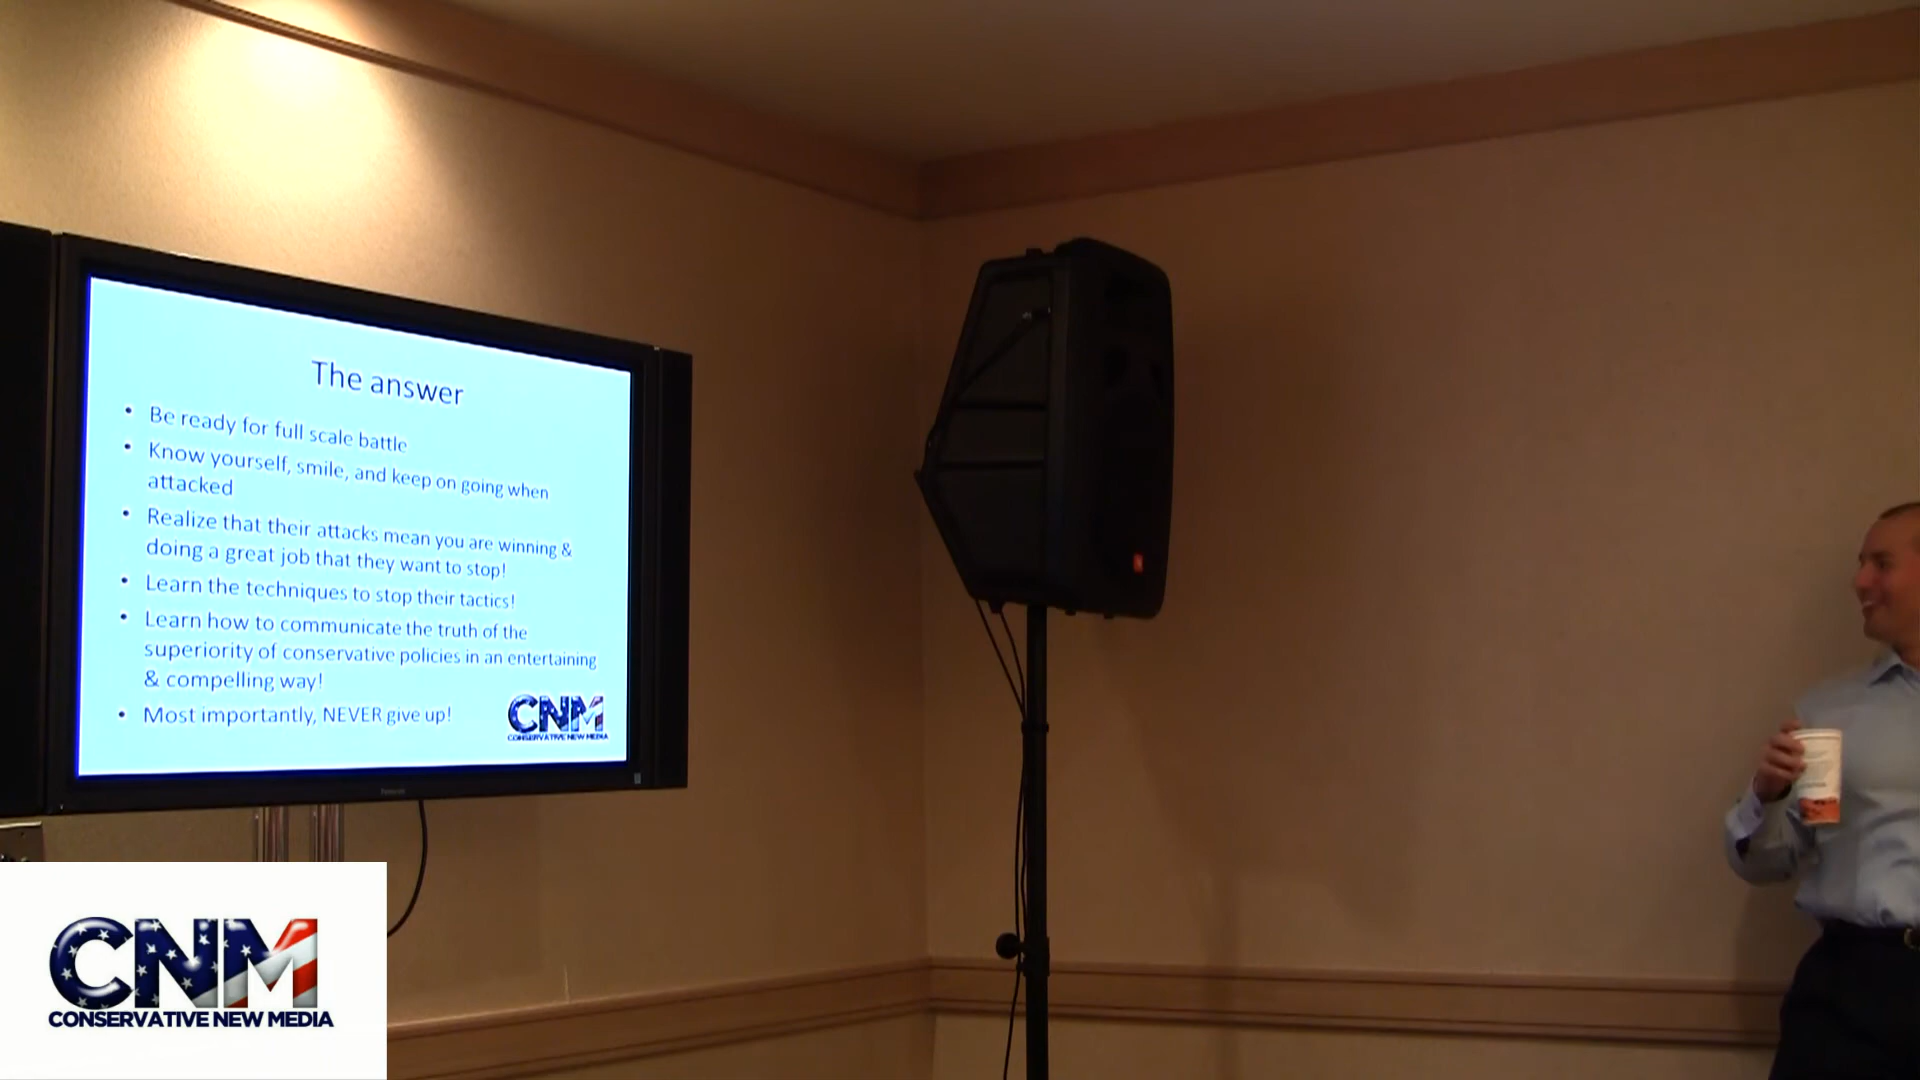 The answer
• Be ready for full scale battle
• Know yourself, smile, and keep on going when
attacked
• Realize that their attacks mean you are winning &
doing a great job that they want to stop!
• Learn the techniques to stop their tactics!
• Learn how to communicate the truth of the
superiority of conservative policies in an entertaining
& compelling way!
• Most importantly, NEVER give up!
CNM
CONSERVATIVE NEW MEDIA
Panasonic
CNM
CONSERVATIVE NEW MEDIA